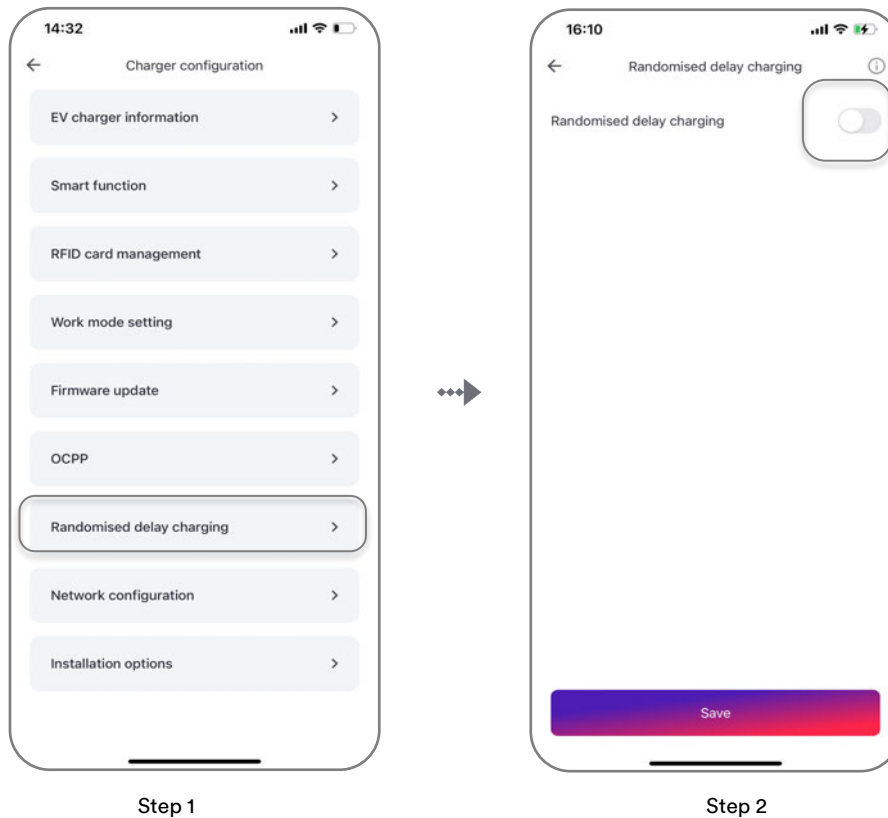 14:32
Charger configuration
EV charger information
Smart function
RFID card management
Work mode setting
Firmware update
OCPP
Randomised delay charging
Network configuration
Installation options
Step 1
16:10
Randomised delay charging
Randomised delay charging
Save
Step 2